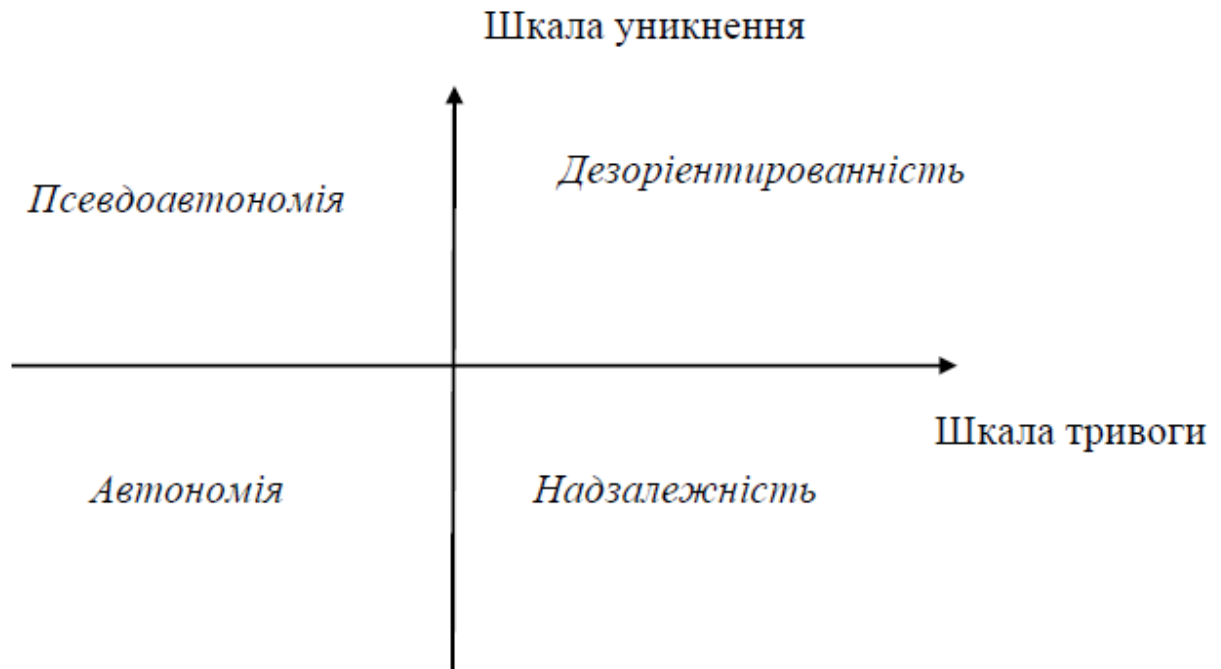 Шкала уникнення
Дезоріентированність
Псевдоавтономія
Шкала тривоги
Автономія
Надзалежність